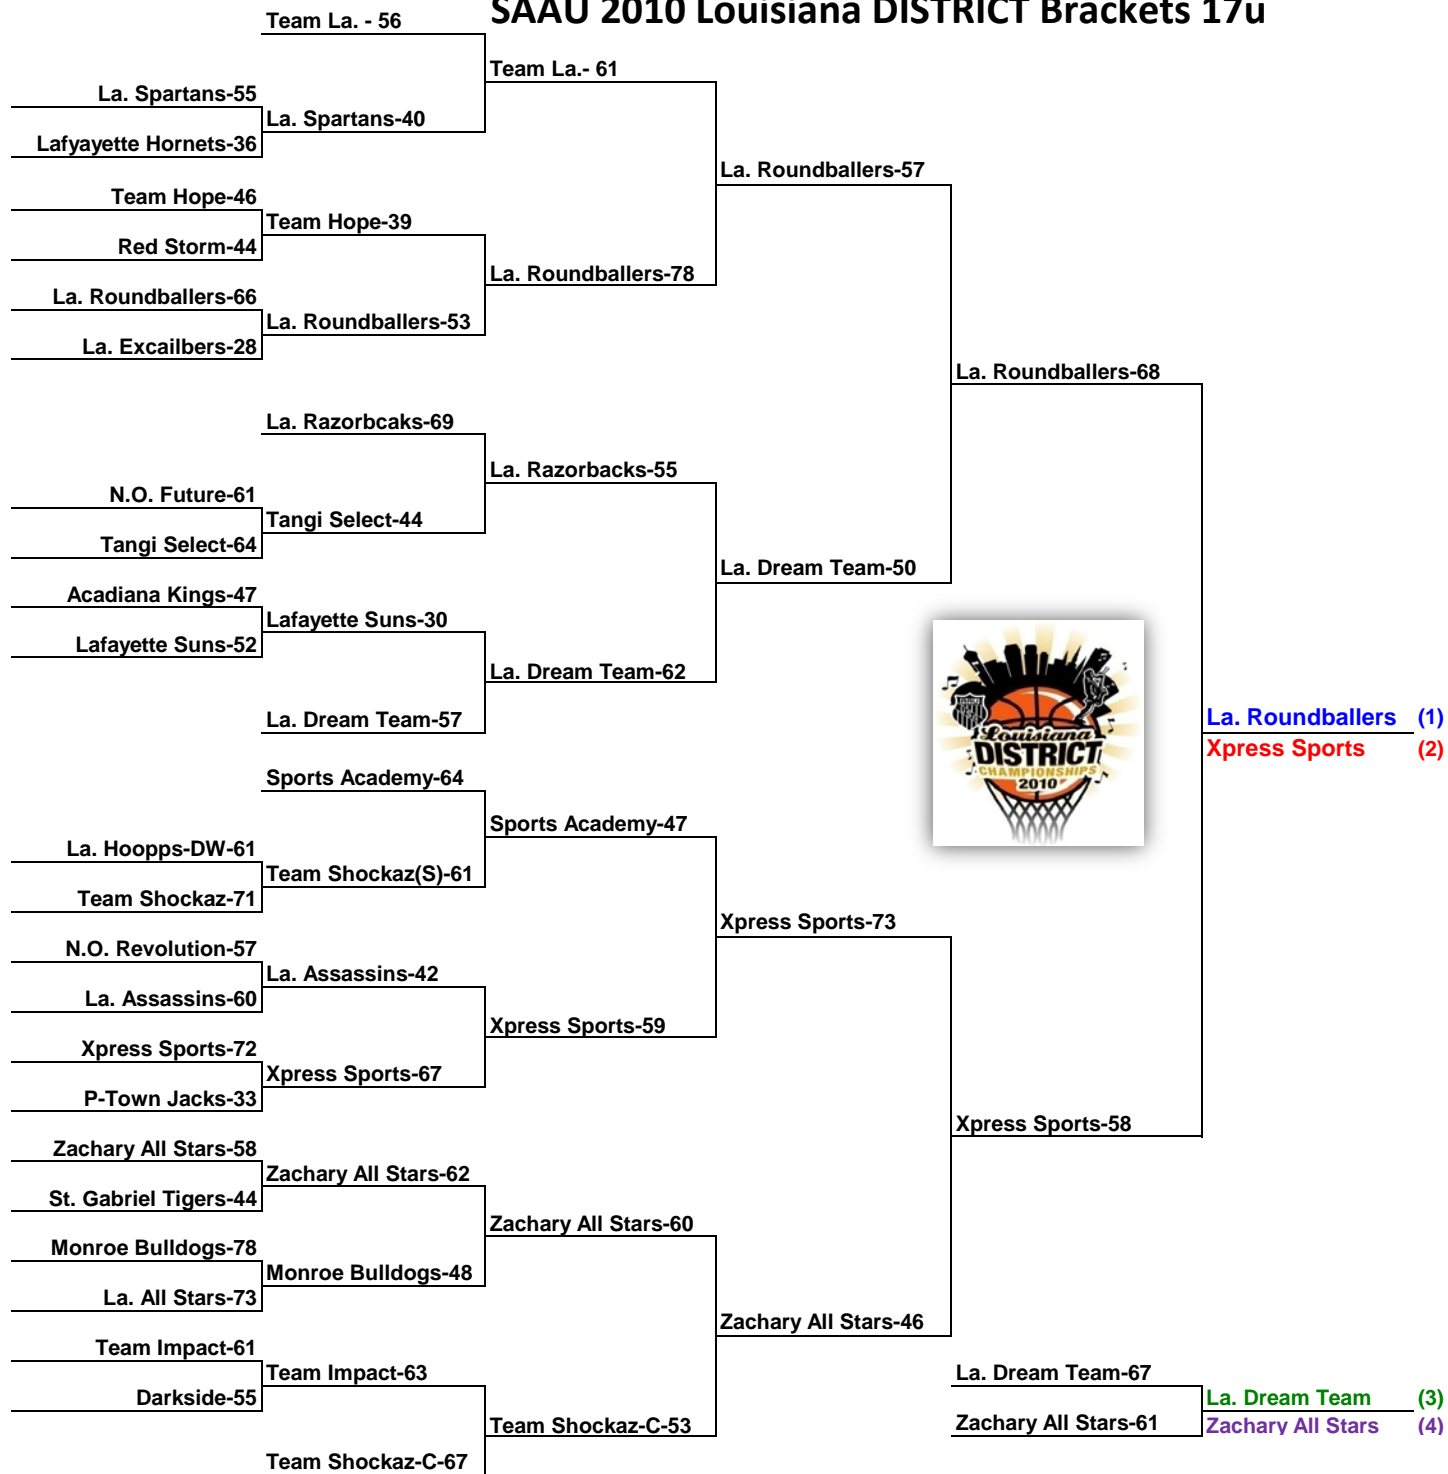 SAAU 2010 Louisiana DISTRICT Brackets 17u
Team La. - 56
Team La.- 61
La. Spartans-55
La. Spartans-40
Lafyayette Hornets-36
La. Roundballers-57
Team Hope-46
Team Hope-39
Red Storm-44
La. Roundballers-78
La. Roundballers-66
La. Roundballers-53
La. Excailbers-28
La. Roundballers-68
La. Razorbcaks-69
La. Razorbacks-55
N.O. Future-61
Tangi Select-44
Tangi Select-64
La. Dream Team-50
Acadiana Kings-47
Lafayette Suns-30
Lafayette Suns-52
La. Dream Team-62
La. Dream Team-57
La. Roundballers (1)
Xpress Sports (2)
Louisiana
DISTRICT
CHAMPIONSHIPS
2010
Sports Academy-64
Sports Academy-47
La. Hoopps-DW-61
Team Shockaz(S)-61
Team Shockaz-71
Xpress Sports-73
N.O. Revolution-57
La. Assassins-42
La. Assassins-60
Xpress Sports-59
Xpress Sports-72
Xpress Sports-67
P-Town Jacks-33
Xpress Sports-58
Zachary All Stars-58
Zachary All Stars-62
St. Gabriel Tigers-44
Zachary All Stars-60
Monroe Bulldogs-78
Monroe Bulldogs-48
La. All Stars-73
Zachary All Stars-46
Team Impact-61
Team Impact-63
Darkside-55
La. Dream Team-67
La. Dream Team (3)
Team Shockaz-C-53
Zachary All Stars-61
Zachary All Stars (4)
Team Shockaz-C-67